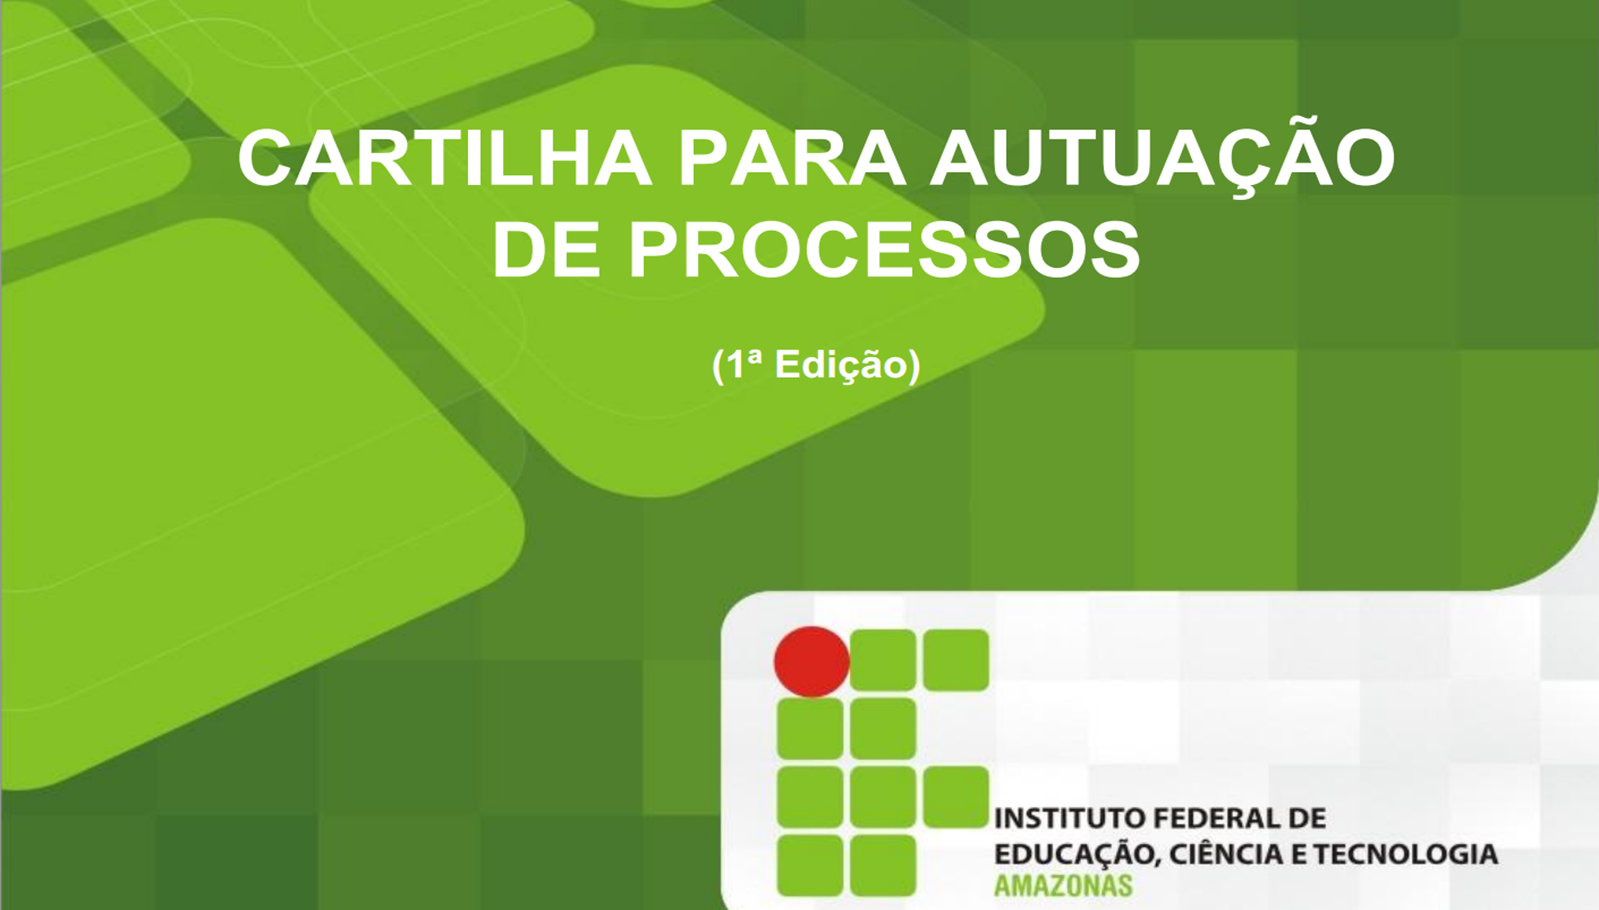 CARTILHA PARA AUTUAÇÃO
DE PROCESSOS
(1ª Edição)
INSTITUTO FEDERAL DE
EDUCAÇÃO, CIÊNCIA E TECNOLOGIA
AMAZONAS